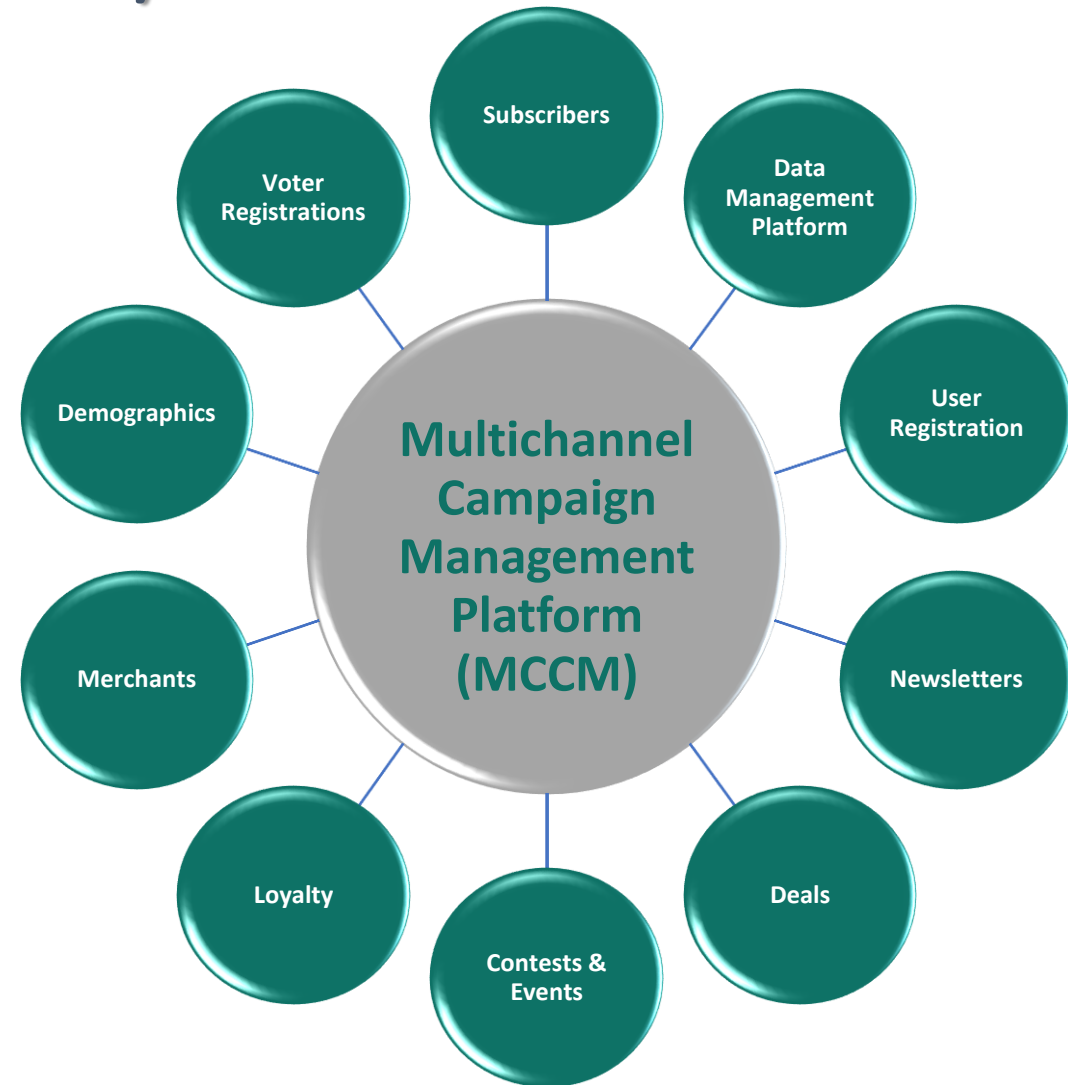 Subscribers
Data
Management
Platform
User
Registration
Newsletters
Deals
Contests &
Events
Loyalty
Merchants
Demographics
Voter
Registrations
Multichannel
Campaign
Management
Platform
(MCCM)